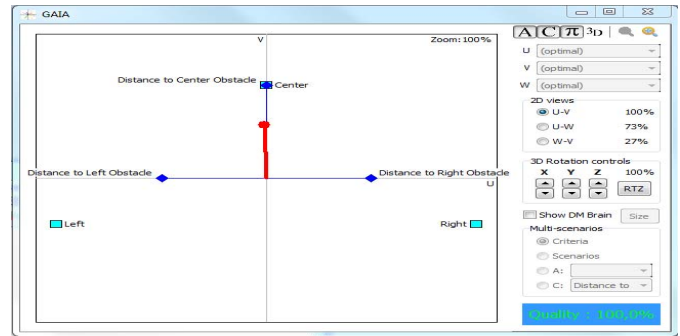 GAIA
V
Zoom: 100%
Distance to Center Obstacle
Center
Distance to Left Obstacle
Distance to Right Obstacle
U
Left
Right
A C π 3D
U (optimal)
V (optimal)
W (optimal)
2D views
U-V 100%
U-W 73%
W-V 27%
3D Rotation controls
X Y Z 100%
RTZ
Show DM Brain Size
Multi-scenarios
Criteria
Scenarios
A:
C: Distance to
Quality : 100,0%